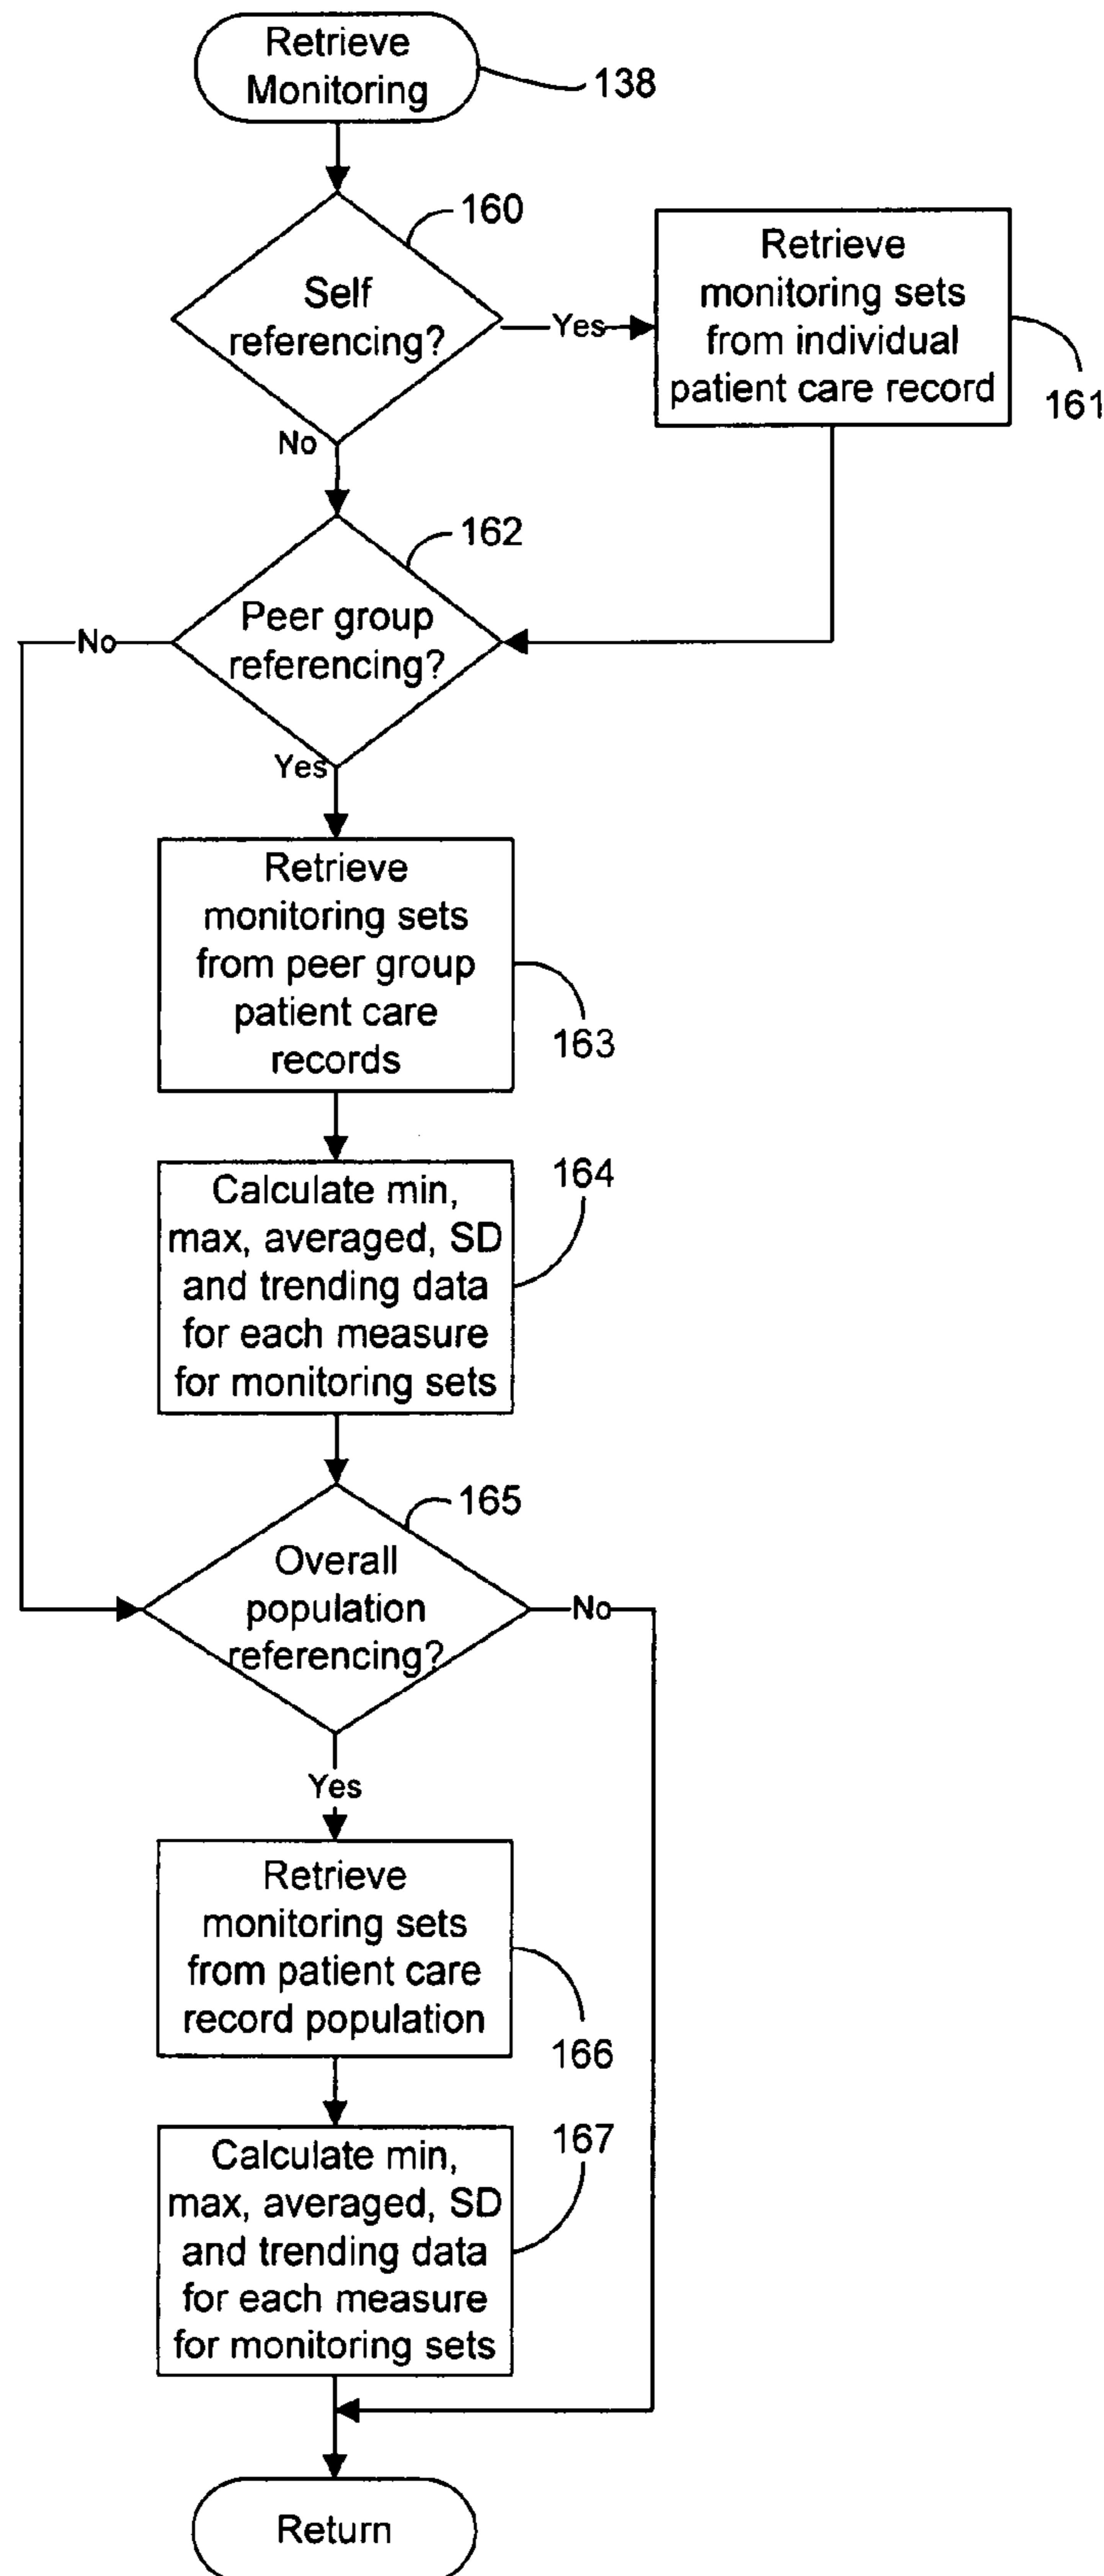 Retrieve
Monitoring
138
160
Self
referencing?
Yes
Retrieve
monitoring sets
from individual
patient care record
161
No
162
Peer group
referencing?
No
Yes
Retrieve
monitoring sets
from peer group
patient care
records
163
164
Calculate min,
max, averaged, SD
and trending data
for each measure
for monitoring sets
165
Overall
population
referencing?
No
Yes
Retrieve
monitoring sets
from patient care
record population
166
167
Calculate min,
max, averaged, SD
and trending data
for each measure
for monitoring sets
Return